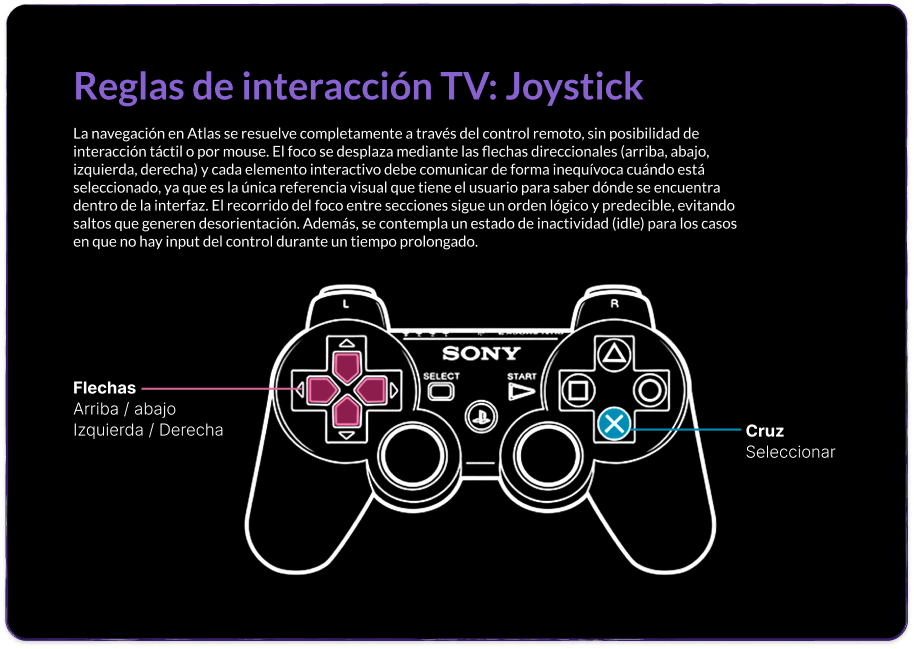 Reglas de interacción TV: Joystick
La navegación en Atlas se resuelve completamente a través del control remoto, sin posibilidad de
interacción táctil o por mouse. El foco se desplaza mediante las flechas direccionales (arriba, abajo,
izquierda, derecha) y cada elemento interactivo debe comunicar de forma inequívoca cuándo está
seleccionado, ya que es la única referencia visual que tiene el usuario para saber dónde se encuentra
dentro de la interfaz. El recorrido del foco entre secciones sigue un orden lógico y predecible, evitando
saltos que generen desorientación. Además, se contempla un estado de inactividad (idle) para los casos
en que no hay input del control durante un tiempo prolongado.
L
R
SONY
SELECT
START
Flechas
Arriba / abajo
Izquierda / Derecha
Cruz
Seleccionar